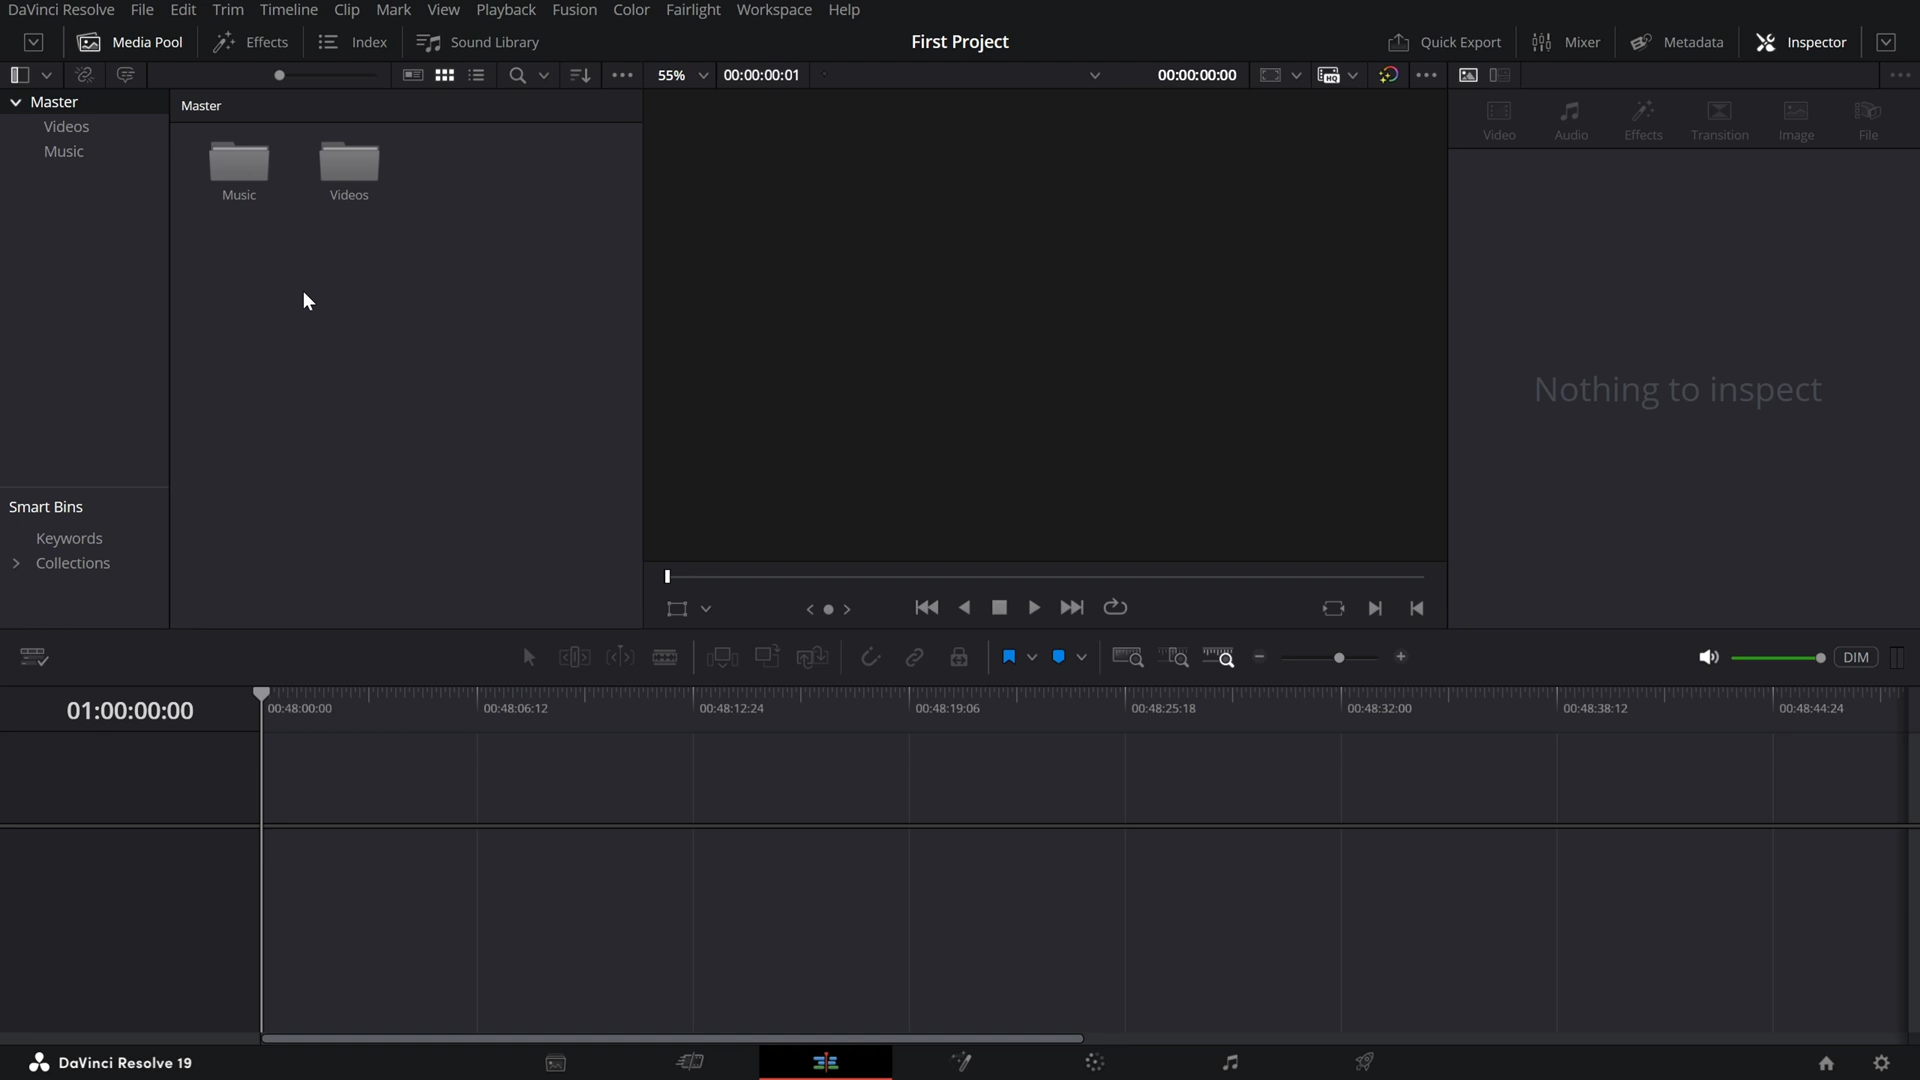 DaVinci Resolve File Edit Trim Timeline Clip Mark View Playback Fusion Color Fairlight Workspace Help
Media Pool Effects Index Sound Library First Project Quick Export Mixer Metadata Inspector
55% 00:00:00:01 00:00:00:00 HQ
Master
Videos
Music
Master
Music Videos
Video Audio Effects Transition Image File
Nothing to inspect
Smart Bins
Keywords
Collections
DIM
01:00:00:00 00:48:00:00 00:48:06:12 00:48:12:24 00:48:19:06 00:48:25:18 00:48:32:00 00:48:38:12 00:48:44:24
DaVinci Resolve 19